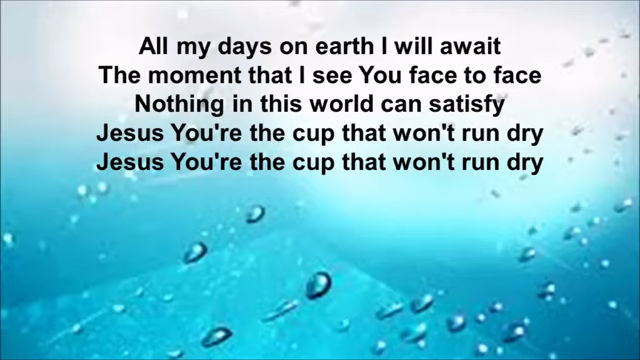 All my days on earth I will await
The moment that I see You face to face
Nothing in this world can satisfy
Jesus You're the cup that won't run dry
Jesus You're the cup that won't run dry